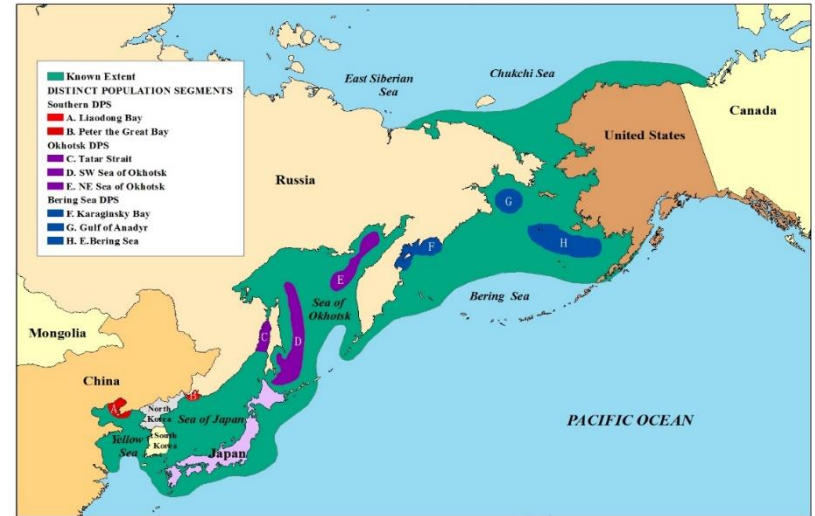 Known Extent
DISTINCT POPULATION SEGMENTS
Southern DPS
A. Liaodong Bay
B. Peter the Great Bay
Okhotsk DPS
C. Tatar Strait
D. SW Sea of Okhotsk
E. NE Sea of Okhotsk
Bering Sea DPS
F. Karaginsky Bay
G. Gulf of Anadyr
H. E.Bering Sea
East Siberian
Sea
Chukchi Sea
Canada
United States
Russia
G
H
F
E
Bering Sea
Sea of
Okhotsk
Mongolia
C
D
China
A
B
North
Korea
Sea of Japan
PACIFIC OCEAN
Yellow
Sea
South
Korea
Japan